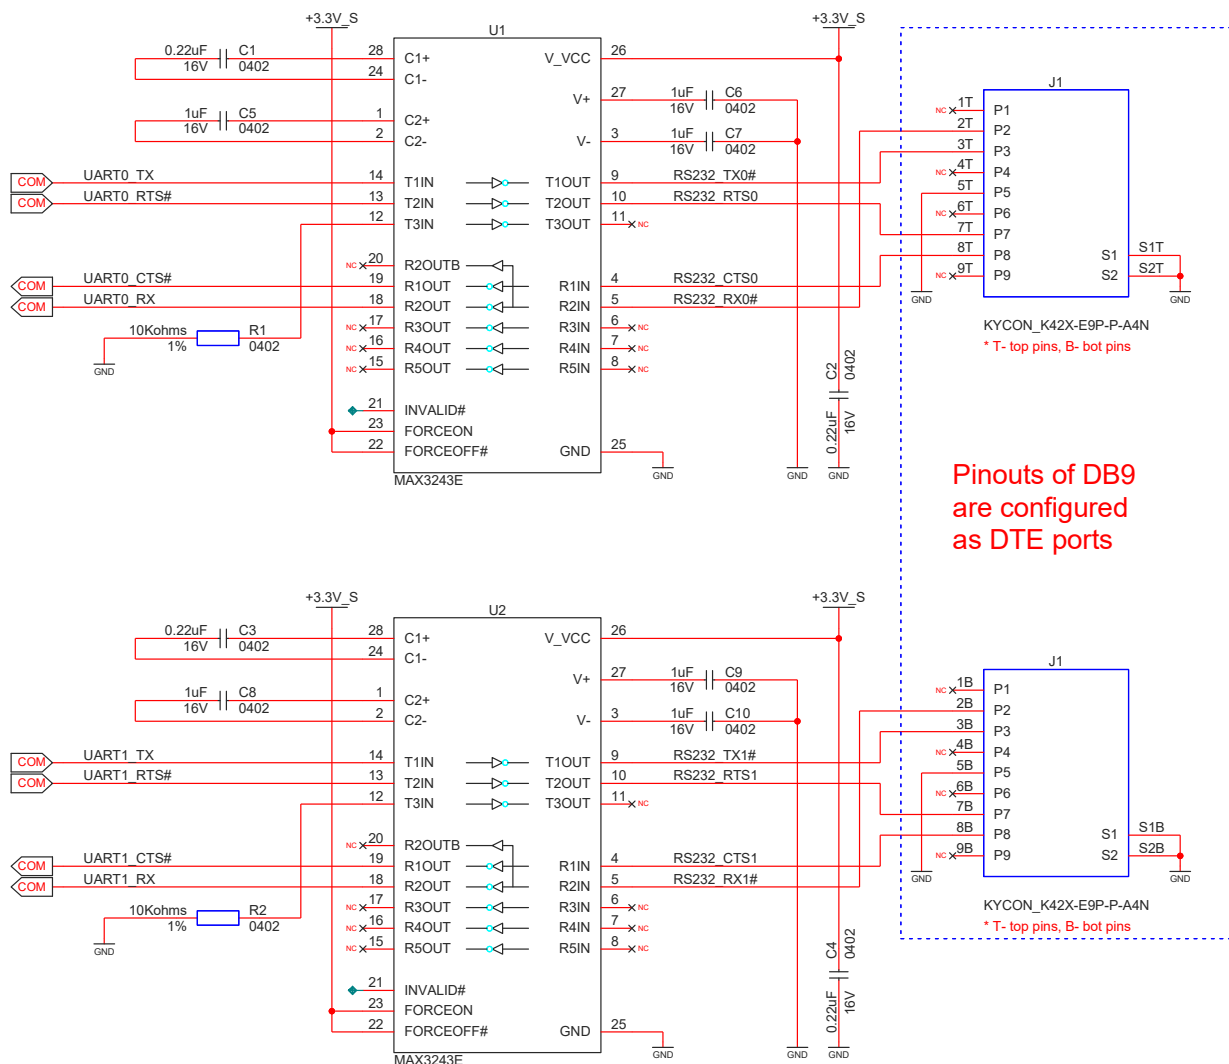 +3.3V_S
+3.3V_S
U1
0.22uF C1
16V 0402
28 C1+
24 C1-
V_VCC 26
1uF C5
16V 0402
1 C2+
2 C2-
V+ 27
1uF C6
16V 0402
V- 3
1uF C7
16V 0402
COM UART0_TX 14 T1IN T1OUT 9 RS232_TX0#
COM UART0_RTS# 13 T2IN T2OUT 10 RS232_RTS0
12 T3IN T3OUT 11 NC
NC 20 R2OUTB
COM UART0_CTS# 19 R1OUT R1IN 4 RS232_CTS0
COM UART0_RX 18 R2OUT R2IN 5 RS232_RX0#
NC 17 R3OUT R3IN 6 NC
NC 16 R4OUT R4IN 7 NC
NC 15 R5OUT R5IN 8 NC
10Kohms R1
1% 0402
GND
21 INVALID#
23 FORCEON
22 FORCEOFF# GND 25
MAX3243E
GND
GND
C2
0402
0.22uF
16V
GND
J1
NC 1T P1
2T P2
3T P3
NC 4T P4
5T P5
NC 6T P6
7T P7
8T P8 S1 S1T
NC 9T P9 S2 S2T
GND
GND
KYCON_K42X-E9P-P-A4N
* T- top pins, B- bot pins
Pinouts of DB9
are configured
as DTE ports
+3.3V_S
+3.3V_S
U2
0.22uF C3
16V 0402
28 C1+
24 C1-
V_VCC 26
1uF C8
16V 0402
1 C2+
2 C2-
V+ 27
1uF C9
16V 0402
V- 3
1uF C10
16V 0402
COM UART1_TX 14 T1IN T1OUT 9 RS232_TX1#
COM UART1_RTS# 13 T2IN T2OUT 10 RS232_RTS1
12 T3IN T3OUT 11 NC
NC 20 R2OUTB
COM UART1_CTS# 19 R1OUT R1IN 4 RS232_CTS1
COM UART1_RX 18 R2OUT R2IN 5 RS232_RX1#
NC 17 R3OUT R3IN 6 NC
NC 16 R4OUT R4IN 7 NC
NC 15 R5OUT R5IN 8 NC
10Kohms R2
1% 0402
GND
21 INVALID#
23 FORCEON
22 FORCEOFF# GND 25
MAX3243E
GND
GND
C4
0402
0.22uF
16V
GND
J1
NC 1B P1
2B P2
3B P3
NC 4B P4
5B P5
NC 6B P6
7B P7
8B P8 S1 S1B
NC 9B P9 S2 S2B
GND
GND
KYCON_K42X-E9P-P-A4N
* T- top pins, B- bot pins